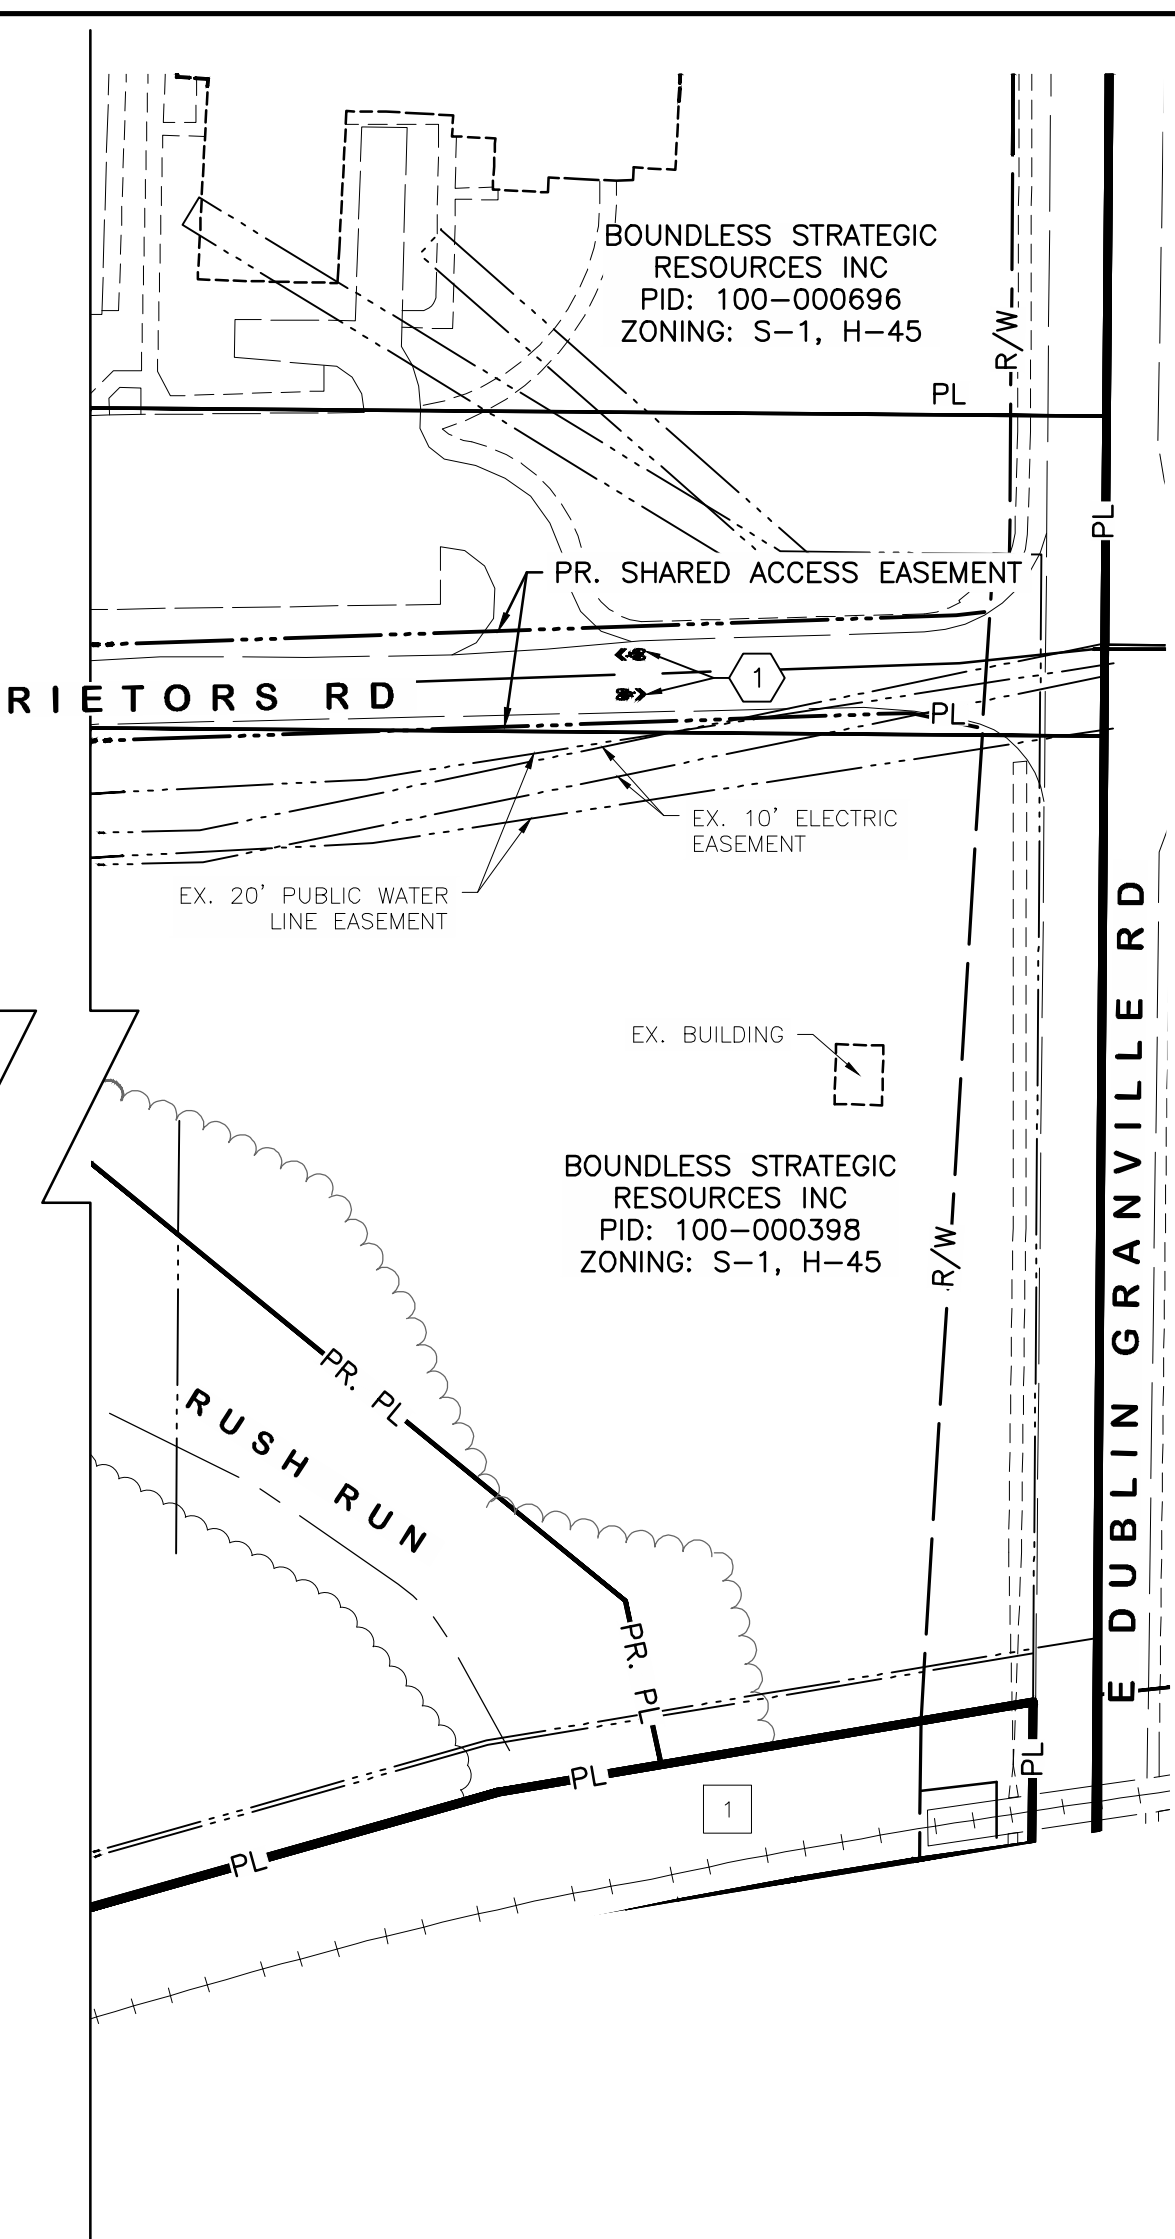 BOUNDLESS STRATEGIC
RESOURCES INC
PID: 100-000696
ZONING: S-1, H-45
R/W
PL
PL
PR. SHARED ACCESS EASEMENT
1
RIETORS RD
PL
EX. 10' ELECTRIC
EASEMENT
EX. 20' PUBLIC WATER
LINE EASEMENT
E DUBLIN GRANVILLE RD
EX. BUILDING
BOUNDLESS STRATEGIC
RESOURCES INC
PID: 100-000398
ZONING: S-1, H-45
R/W
PR. PL
RUSH RUN
PR. PL
PL
PL
1
PL